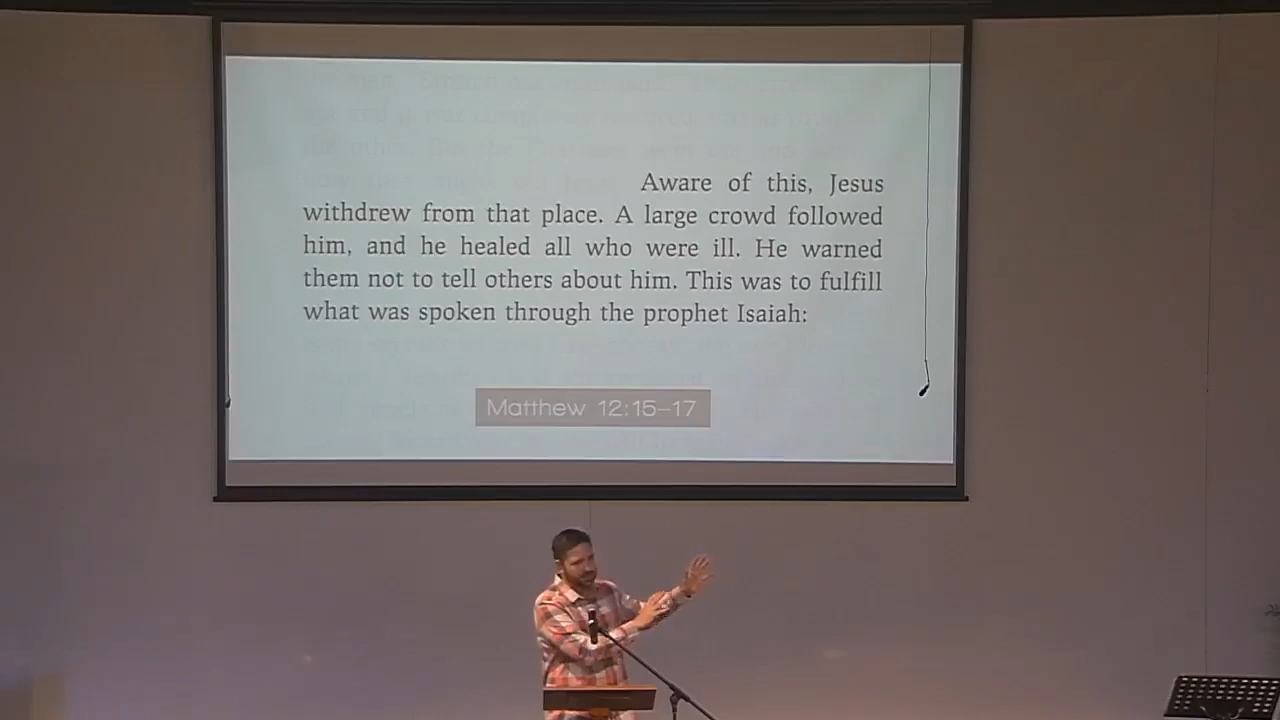 Aware of this, Jesus
withdrew from that place. A large crowd followed
him, and he healed all who were ill. He warned
them not to tell others about him. This was to fulfill
what was spoken through the prophet Isaiah:
Matthew 12:15–17